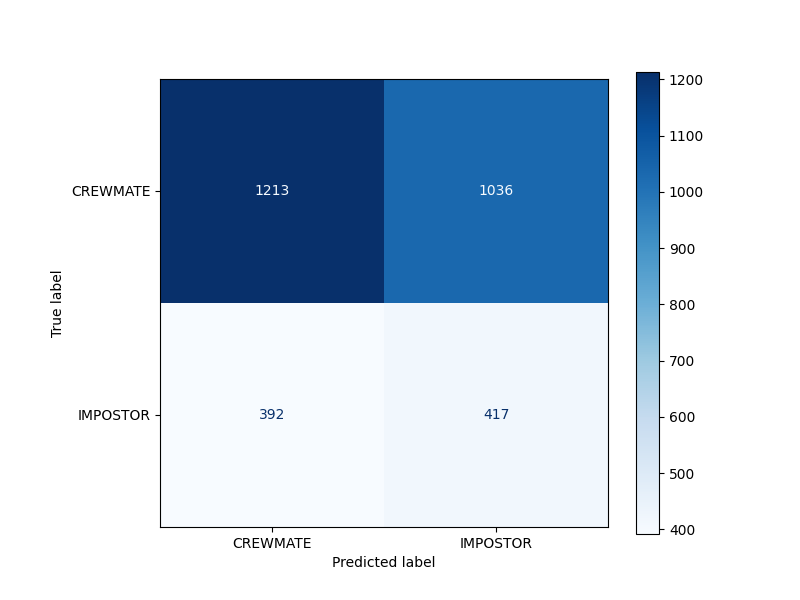 1200
1100
1000
900
800
700
600
500
400
CREWMATE
1213
1036
True label
IMPOSTOR
392
417
CREWMATE
IMPOSTOR
Predicted label